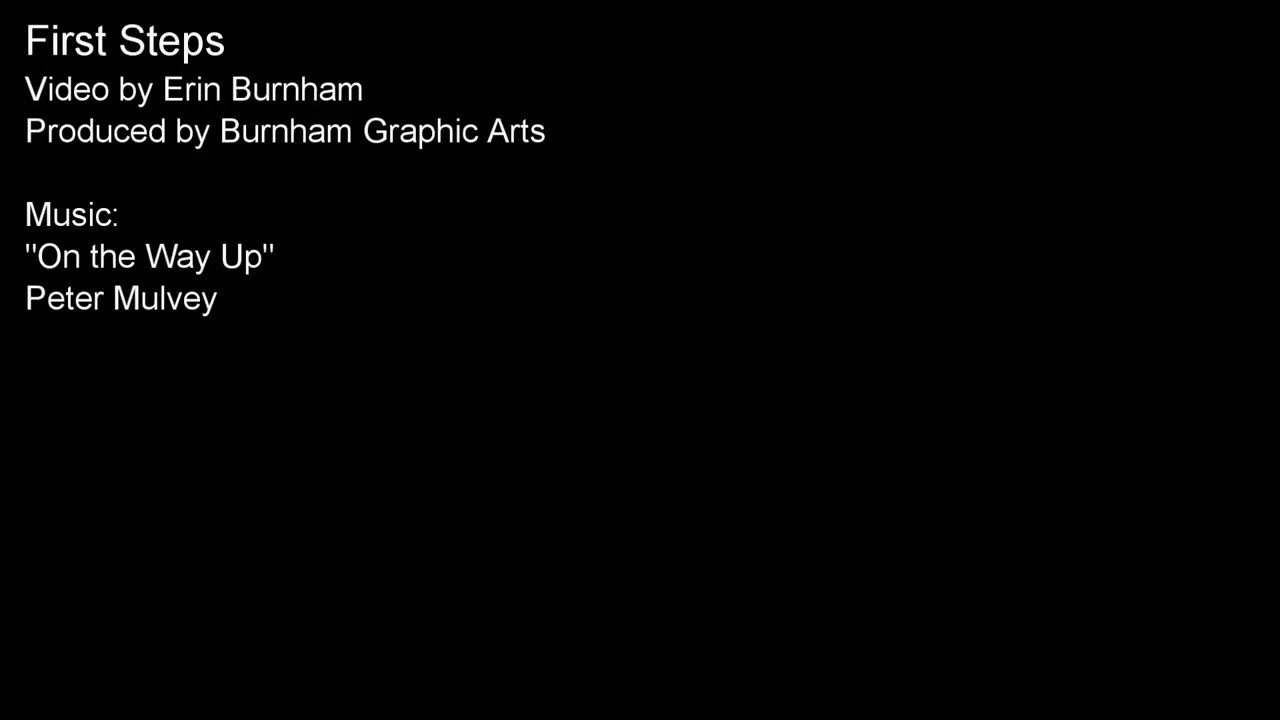 First Steps
Video by Erin Burnham
Produced by Burnham Graphic Arts
Music:
"On the Way Up"
Peter Mulvey